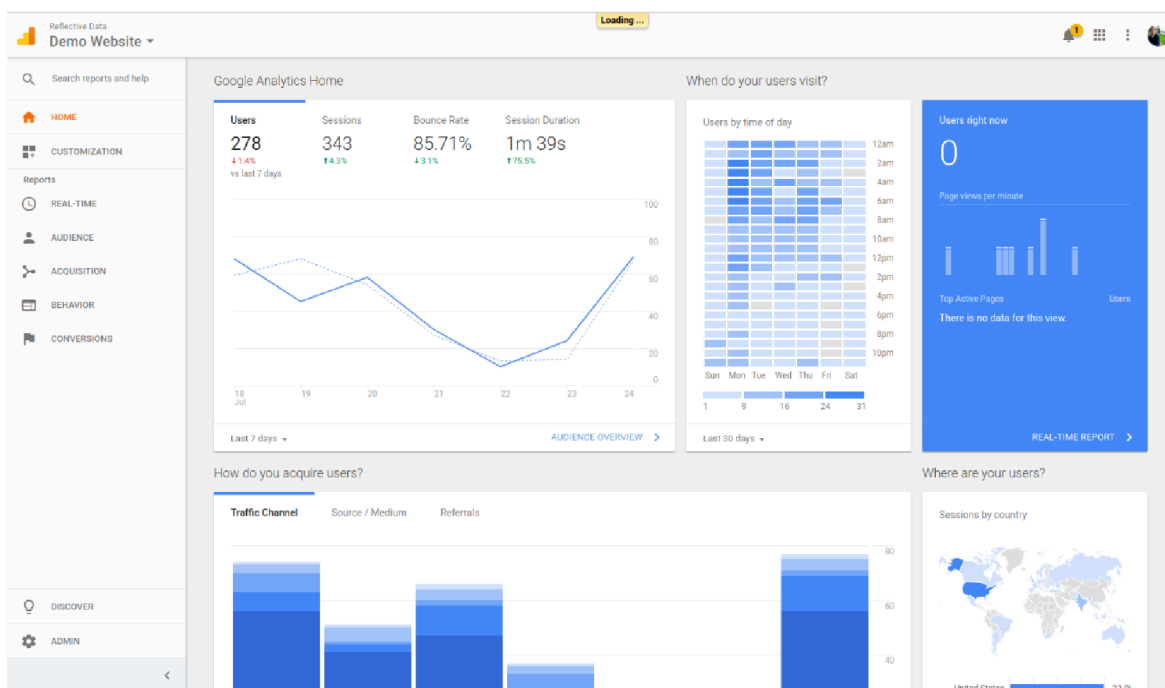 Reflective Data
Demo Website
Loading ...
1
Search reports and help
HOME
CUSTOMIZATION
Reports
REAL-TIME
AUDIENCE
ACQUISITION
BEHAVIOR
CONVERSIONS
DISCOVER
ADMIN
Google Analytics Home
Users Sessions Bounce Rate Session Duration
278 343 85.71% 1m 39s
1.4% 4.3% 3.1% 75.5%
vs last 7 days
100
80
60
40
20
0
18 19 20 21 22 23 24
Jul
Last 7 days AUDIENCE OVERVIEW
When do your users visit?
Users by time of day
12am
2am
4am
6am
8am
10am
12pm
2pm
4pm
6pm
8pm
10pm
Sun Mon Tue Wed Thu Fri Sat
1 9 16 24 31
Last 30 days
Users right now
0
Page views per minute
Top Active Pages Users
There is no data for this view.
REAL-TIME REPORT
How do you acquire users?
Traffic Channel Source / Medium Referrals
80
60
40
Where are your users?
Sessions by country
United States